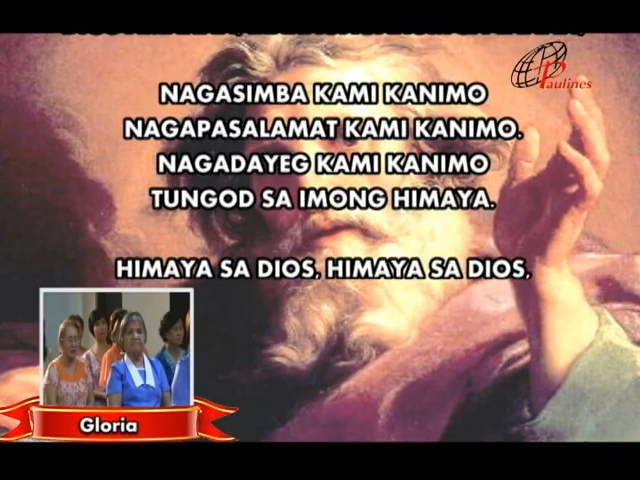 Paulines
NAGASIMBA KAMI KANIMO
NAGAPASALAMAT KAMI KANIMO.
NAGADAYEG KAMI KANIMO
TUNGOD SA IMONG HIMAYA.
HIMAYA SA DIOS, HIMAYA SA DIOS,
Gloria